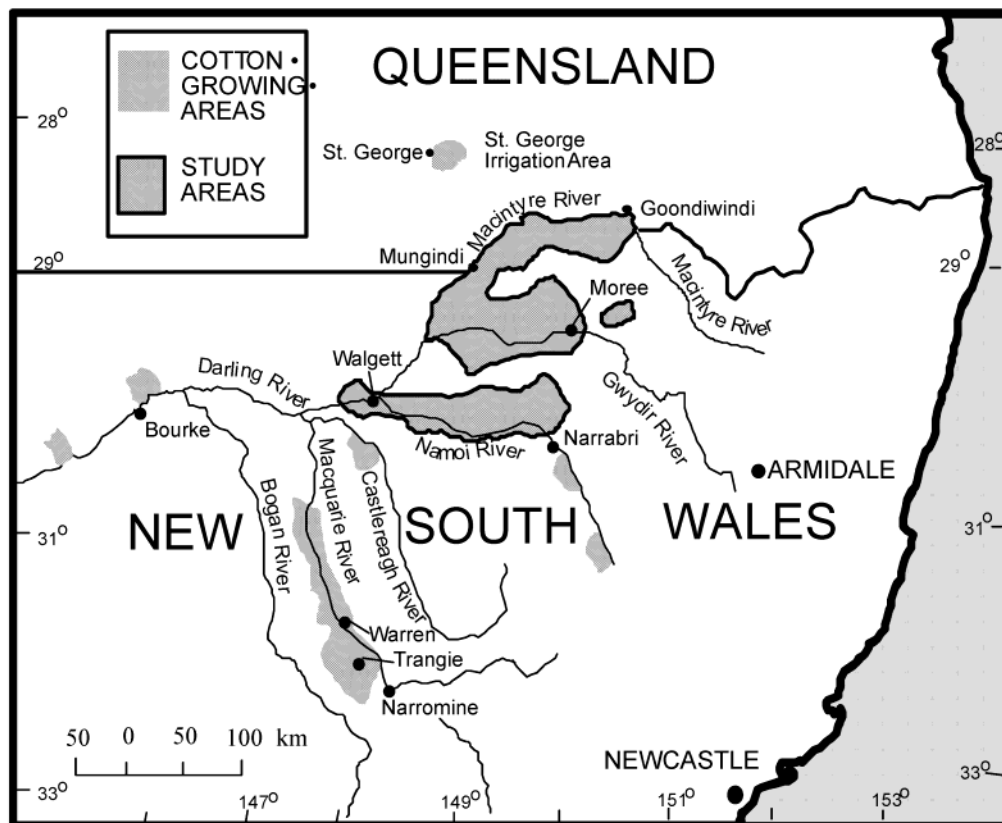 COTTON
GROWING
AREAS
STUDY
AREAS
QUEENSLAND
28°
28°
St. George
St. George
Irrigation Area
Macintyre River
Goondiwindi
Mungindi
29°
29°
Moree
Macintyre River
Walgett
Darling River
Gwydir River
Bourke
Namoi River
Narrabri
ARMIDALE
Bogan River
Macquarie River
Castlereagh River
NEW SOUTH WALES
31°
31°
Warren
Trangie
Narromine
50 0 50 100 km
NEWCASTLE
33°
33°
147°
149°
151°
153°